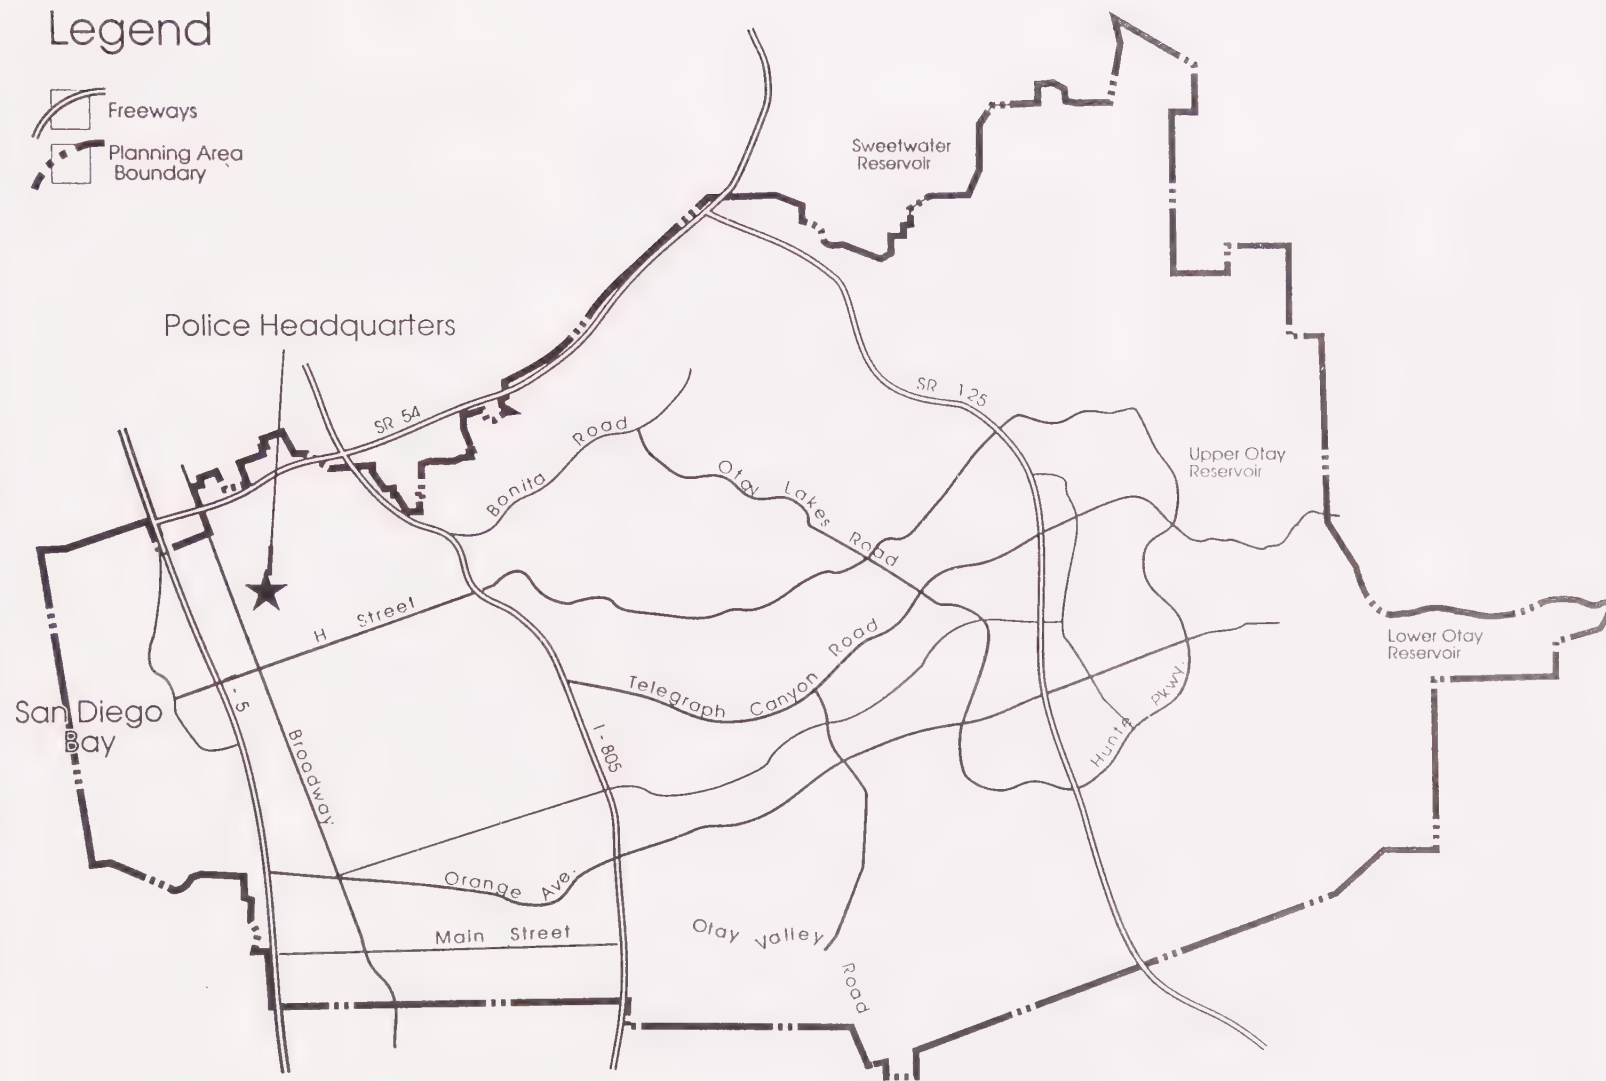 Legend
Freeways
Planning Area
Boundary
Sweetwater
Reservoir
Police Headquarters
SR 54
SR 125
Bonita Road
Otay Lakes Road
Upper Otay
Reservoir
H Street
Telegraph Canyon Road
Lower Otay
Reservoir
San Diego
Bay
I-5
Broadway
I-805
Hunte Pkwy.
Orange Ave.
Main Street
Otay Valley Road